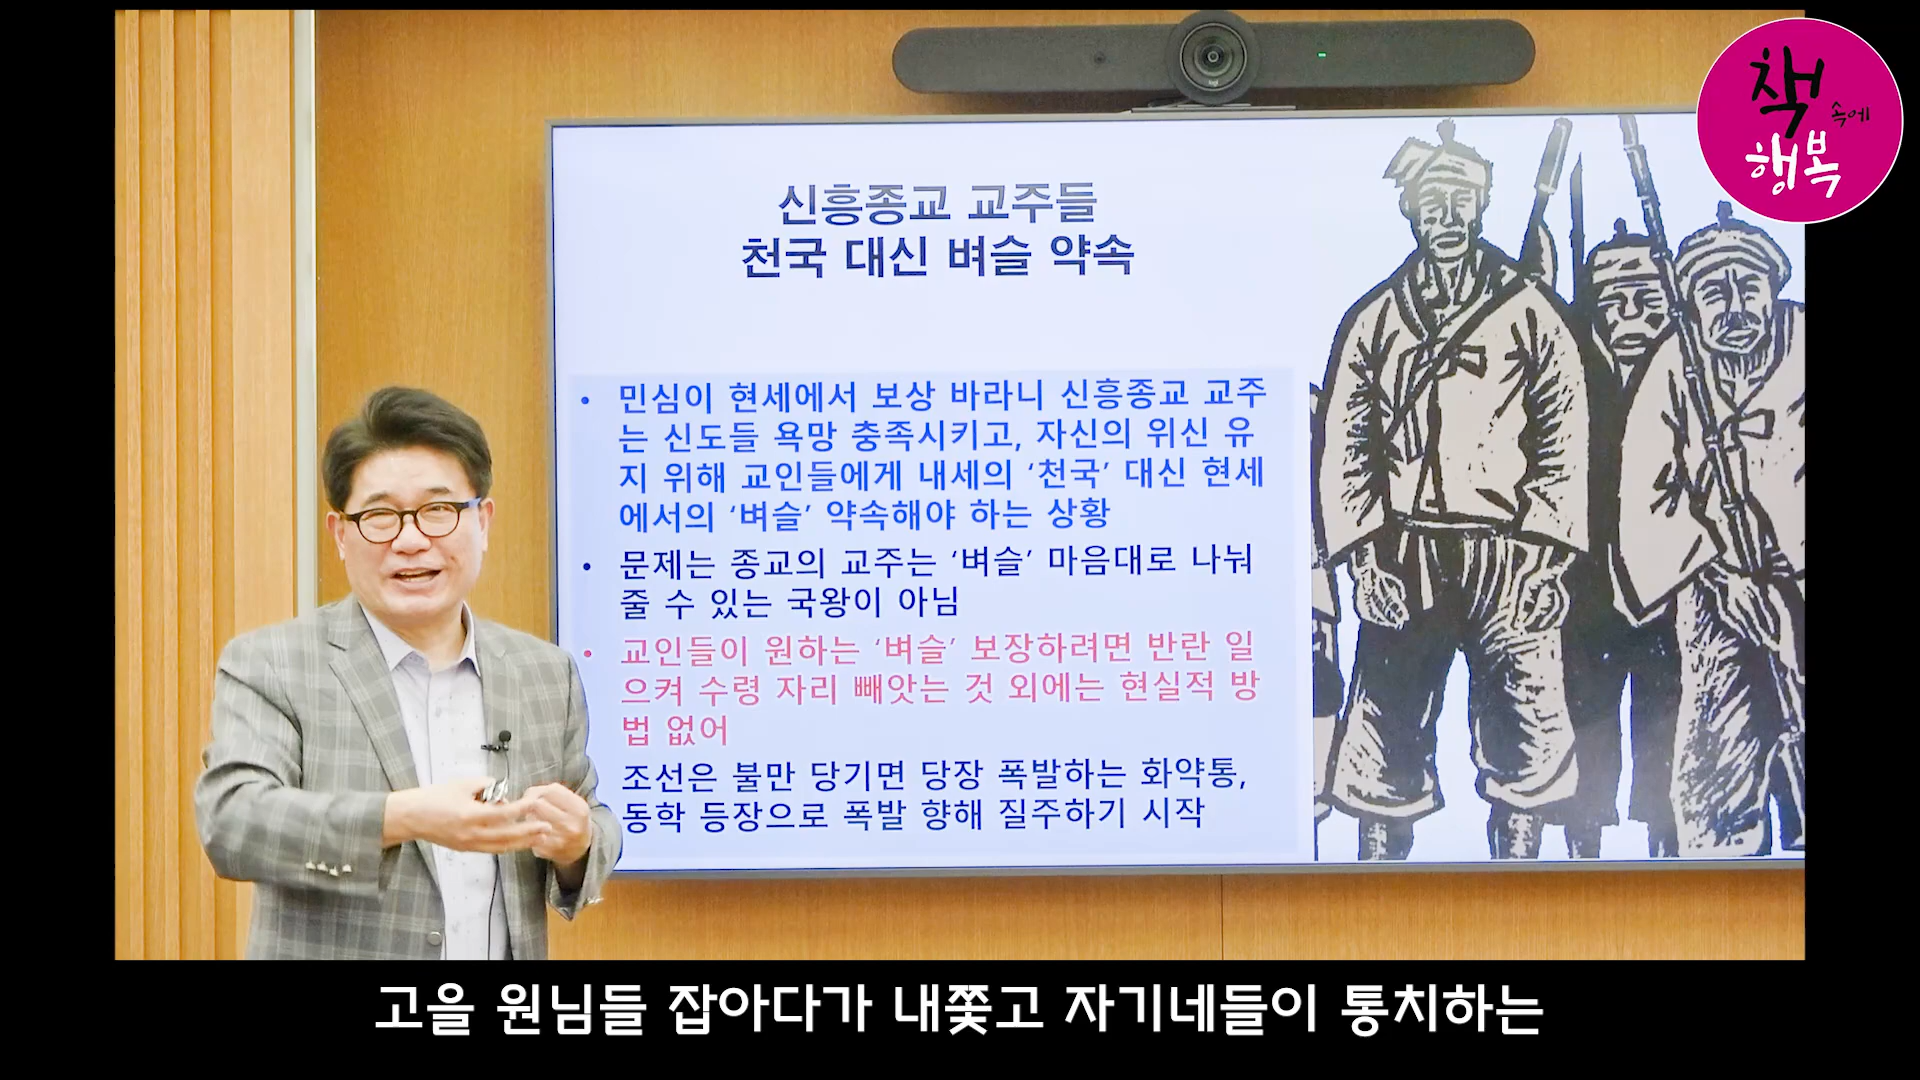 책
속에
행복
신흥종교 교주들
천국 대신 벼슬 약속
• 민심이 현세에서 보상 바라니 신흥종교 교주
는 신도들 욕망 충족시키고, 자신의 위신 유
지 위해 교인들에게 내세의 ‘천국’ 대신 현세
에서의 ‘벼슬’ 약속해야 하는 상황
• 문제는 종교의 교주는 ‘벼슬’ 마음대로 나눠
줄 수 있는 국왕이 아님
• 교인들이 원하는 ‘벼슬’ 보장하려면 반란 일
으켜 수령 자리 빼앗는 것 외에는 현실적 방
법 없어
조선은 불만 당기면 당장 폭발하는 화약통,
동학 등장으로 폭발 향해 질주하기 시작
고을 원님들 잡아다가 내쫓고 자기네들이 통치하는